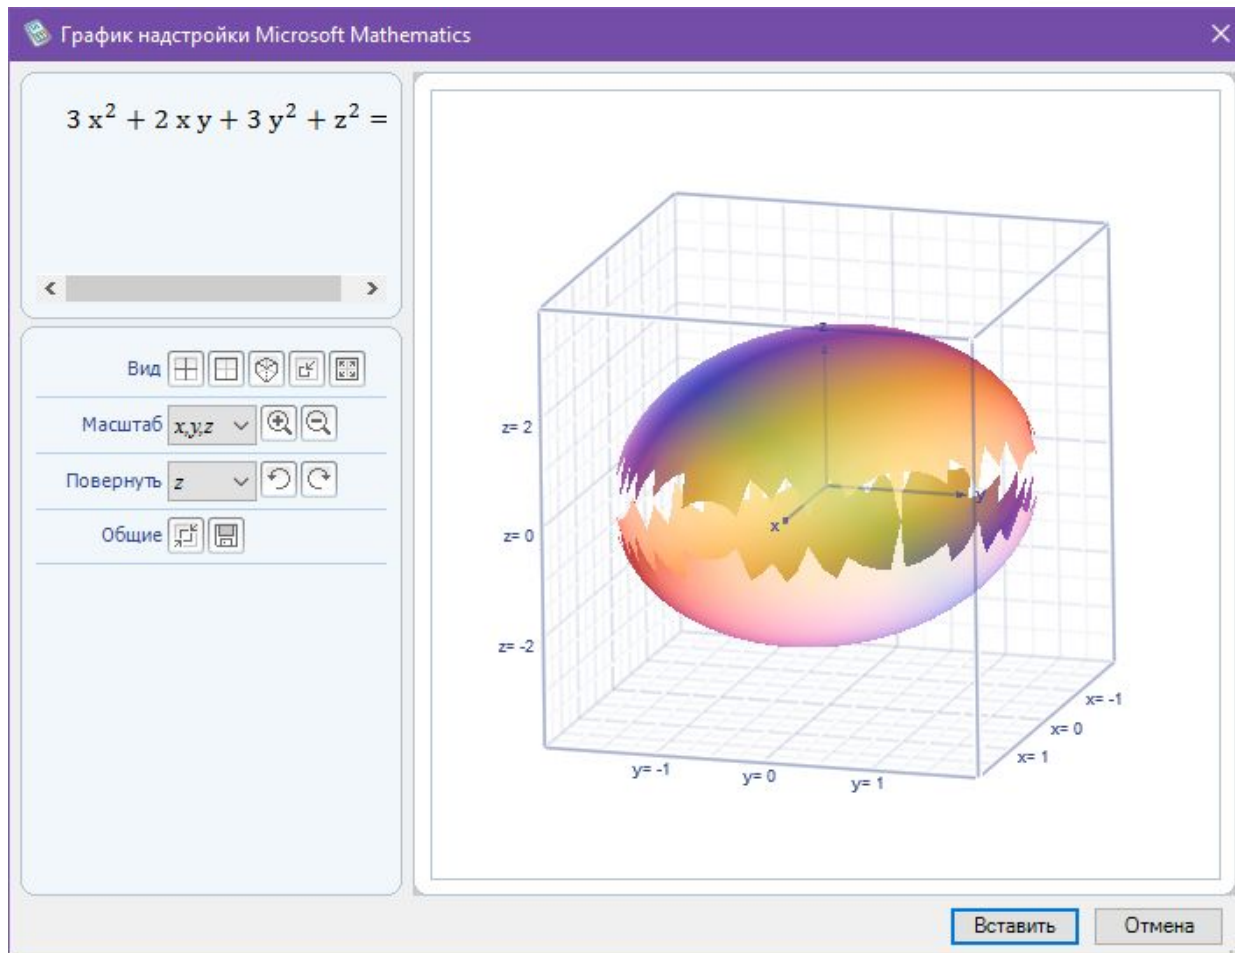 График надстройки Microsoft Mathematics
3 x² + 2 x y + 3 y² + z² =
Вид
Масштаб x,y,z
Повернуть z
Общие
z
y
x
z= 2
z= 0
z= -2
y= -1
y= 0
y= 1
x= 1
x= 0
x= -1
Вставить Отмена